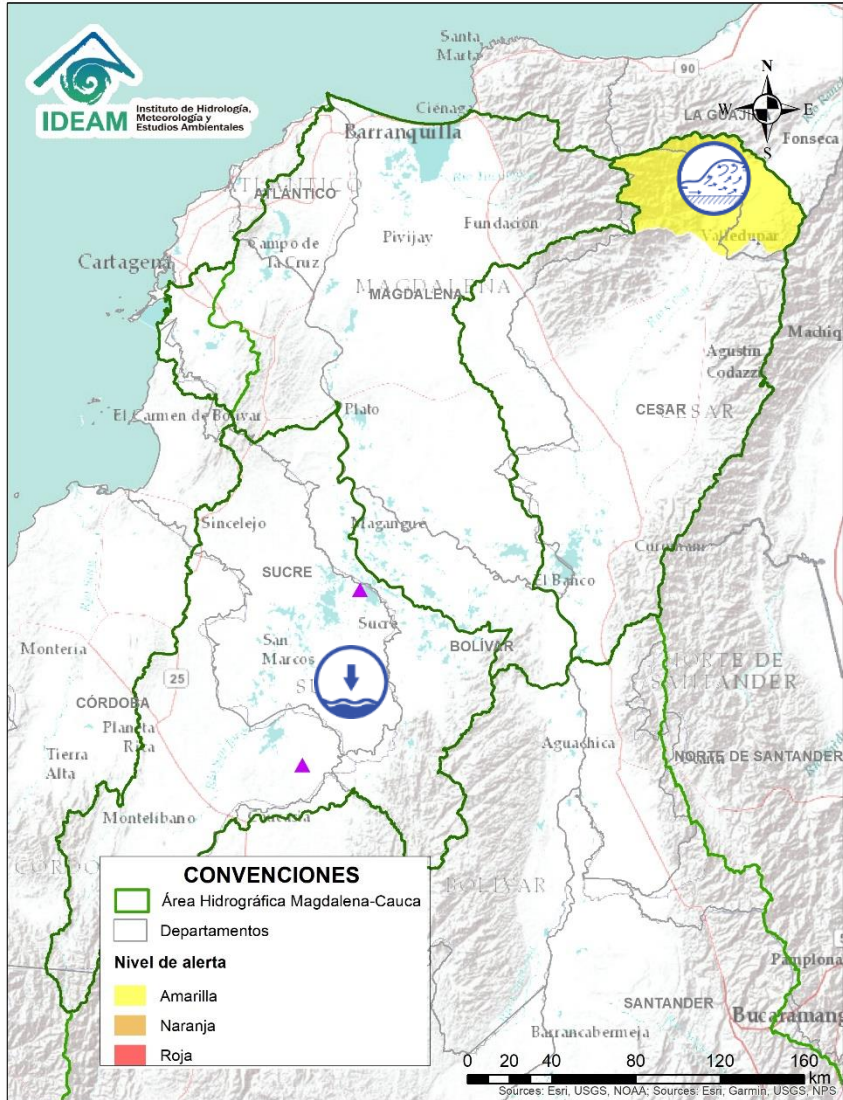 IDEAM
Instituto de Hidrología,
Meteorología y
Estudios Ambientales
Santa
Marta
90
N
W
E
S
LA GUAJIRA
Fonseca
Ciénaga
Barranquilla
ATLÁNTICO
Fundación
Pivijay
Valledupar
Campo de
la Cruz
Cartagena
MAGDALENA
MAGDALENA
Agustín
Codazzi
Machiq
El Carmen de Bolívar
Plato
CESAR
CESAR
Sincelejo
Magangue
SUCRE
El Banco
Sucre
San
Marcos
BOLÍVAR
Montería
25
CÓRDOBA
Planeta
Rica
Tierra
Alta
NORTE DE
SANTANDER
Aguachica
NORTE DE SANTANDER
Montelíbano
BOLÍVAR
CONVENCIONES
Área Hidrográfica Magdalena-Cauca
Departamentos
Nivel de alerta
Amarilla
Naranja
Roja
Pamplona
SANTANDER
Bucaramang
Barrancabermeja
0 20 40 80 120 160
Km
Sources: Esri, USGS, NOAA; Sources: Esri, Garmin, USGS, NPS